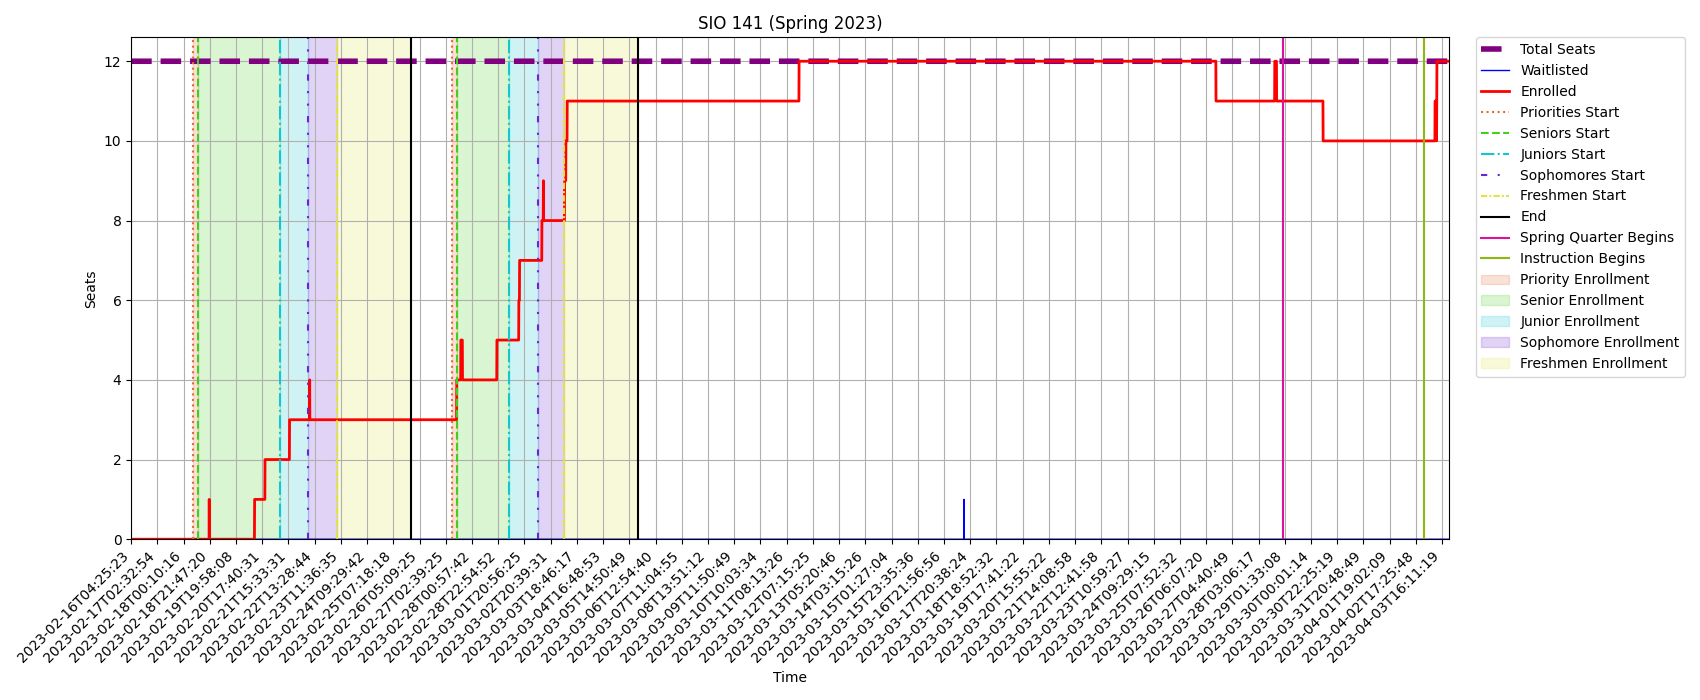 SIO 141 (Spring 2023)
Seats
12
10
8
6
4
2
0
2023-02-16T04:25:23
2023-02-17T02:32:54
2023-02-18T00:10:16
2023-02-18T21:47:20
2023-02-19T19:58:08
2023-02-20T17:40:31
2023-02-21T15:33:31
2023-02-22T13:28:44
2023-02-23T11:36:35
2023-02-24T09:29:42
2023-02-25T07:18:18
2023-02-26T05:09:25
2023-02-27T02:39:25
2023-02-28T00:57:42
2023-02-28T22:54:52
2023-03-01T20:56:25
2023-03-02T20:39:31
2023-03-03T18:46:17
2023-03-04T16:48:53
2023-03-05T14:50:49
2023-03-06T12:54:40
2023-03-07T11:04:55
2023-03-08T13:51:12
2023-03-09T11:50:49
2023-03-10T10:03:34
2023-03-11T08:13:26
2023-03-12T07:15:25
2023-03-13T05:20:46
2023-03-14T03:15:26
2023-03-15T01:27:04
2023-03-15T23:35:36
2023-03-16T21:56:56
2023-03-17T20:38:24
2023-03-18T18:52:32
2023-03-19T17:41:22
2023-03-20T15:55:22
2023-03-21T14:08:58
2023-03-22T12:41:58
2023-03-23T10:59:27
2023-03-24T09:29:15
2023-03-25T07:52:32
2023-03-26T06:07:20
2023-03-27T04:40:49
2023-03-28T03:06:17
2023-03-29T01:33:08
2023-03-30T00:01:14
2023-03-30T22:25:19
2023-03-31T20:48:49
2023-04-01T19:02:09
2023-04-02T17:25:48
2023-04-03T16:11:19
Time
Total Seats
Waitlisted
Enrolled
Priorities Start
Seniors Start
Juniors Start
Sophomores Start
Freshmen Start
End
Spring Quarter Begins
Instruction Begins
Priority Enrollment
Senior Enrollment
Junior Enrollment
Sophomore Enrollment
Freshmen Enrollment